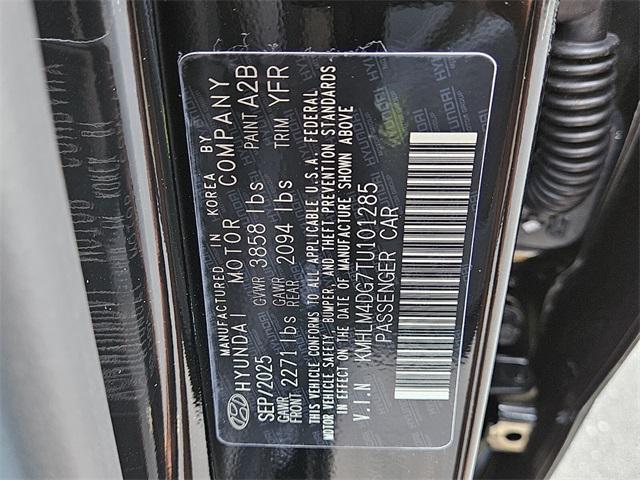 MANUFACTURED IN KOREA BY
HYUNDAI MOTOR COMPANY
SEP/2025 GVWR 3858 lbs PAINT A2B
GAWR FRONT 2271 lbs GAWR REAR 2094 lbs TRIM YFR
THIS VEHICLE CONFORMS TO ALL APPLICABLE U.S.A. FEDERAL
MOTOR VEHICLE SAFETY, BUMPER, AND THEFT PREVENTION STANDARDS
IN EFFECT ON THE DATE OF MANUFACTURE SHOWN ABOVE
V.I.N KMHLM4DG7TU101285
PASSENGER CAR